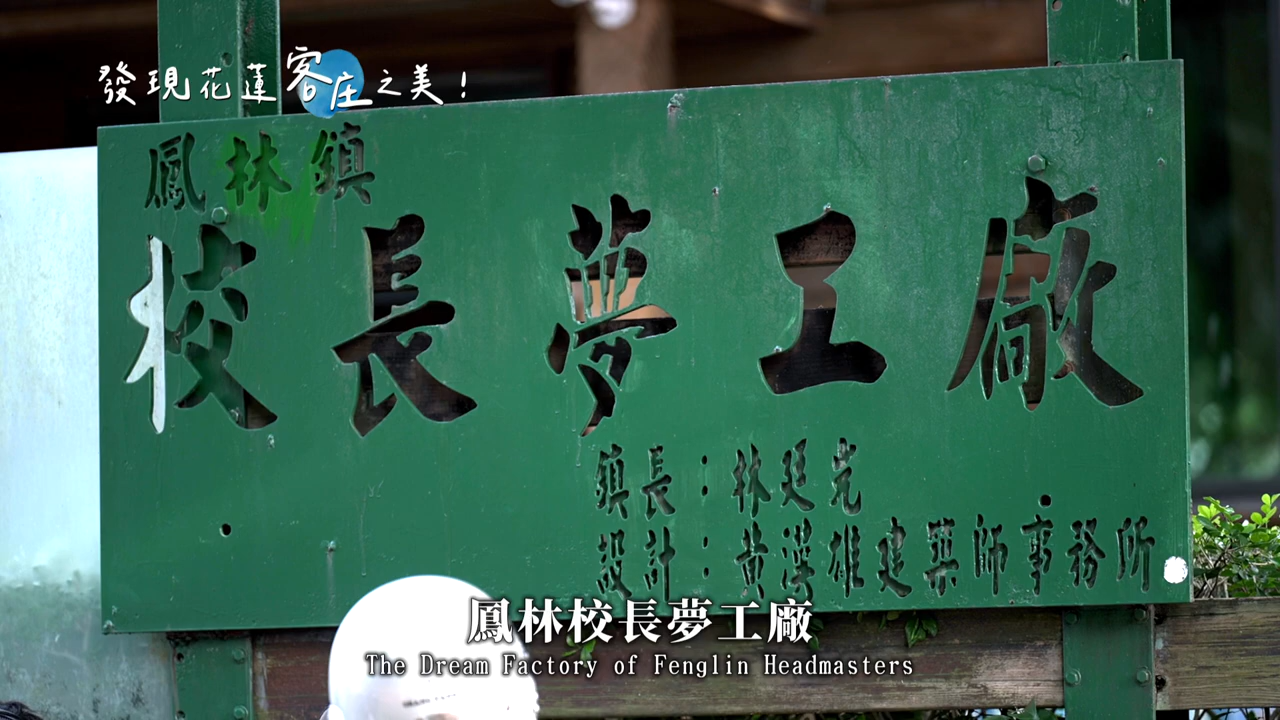 發現花蓮客庄之美！
鳳林鎮
校長夢工廠
鎮長：林建光
設計：黃漢雄建築師事務所
鳳林校長夢工廠
The Dream Factory of Fenglin Headmasters